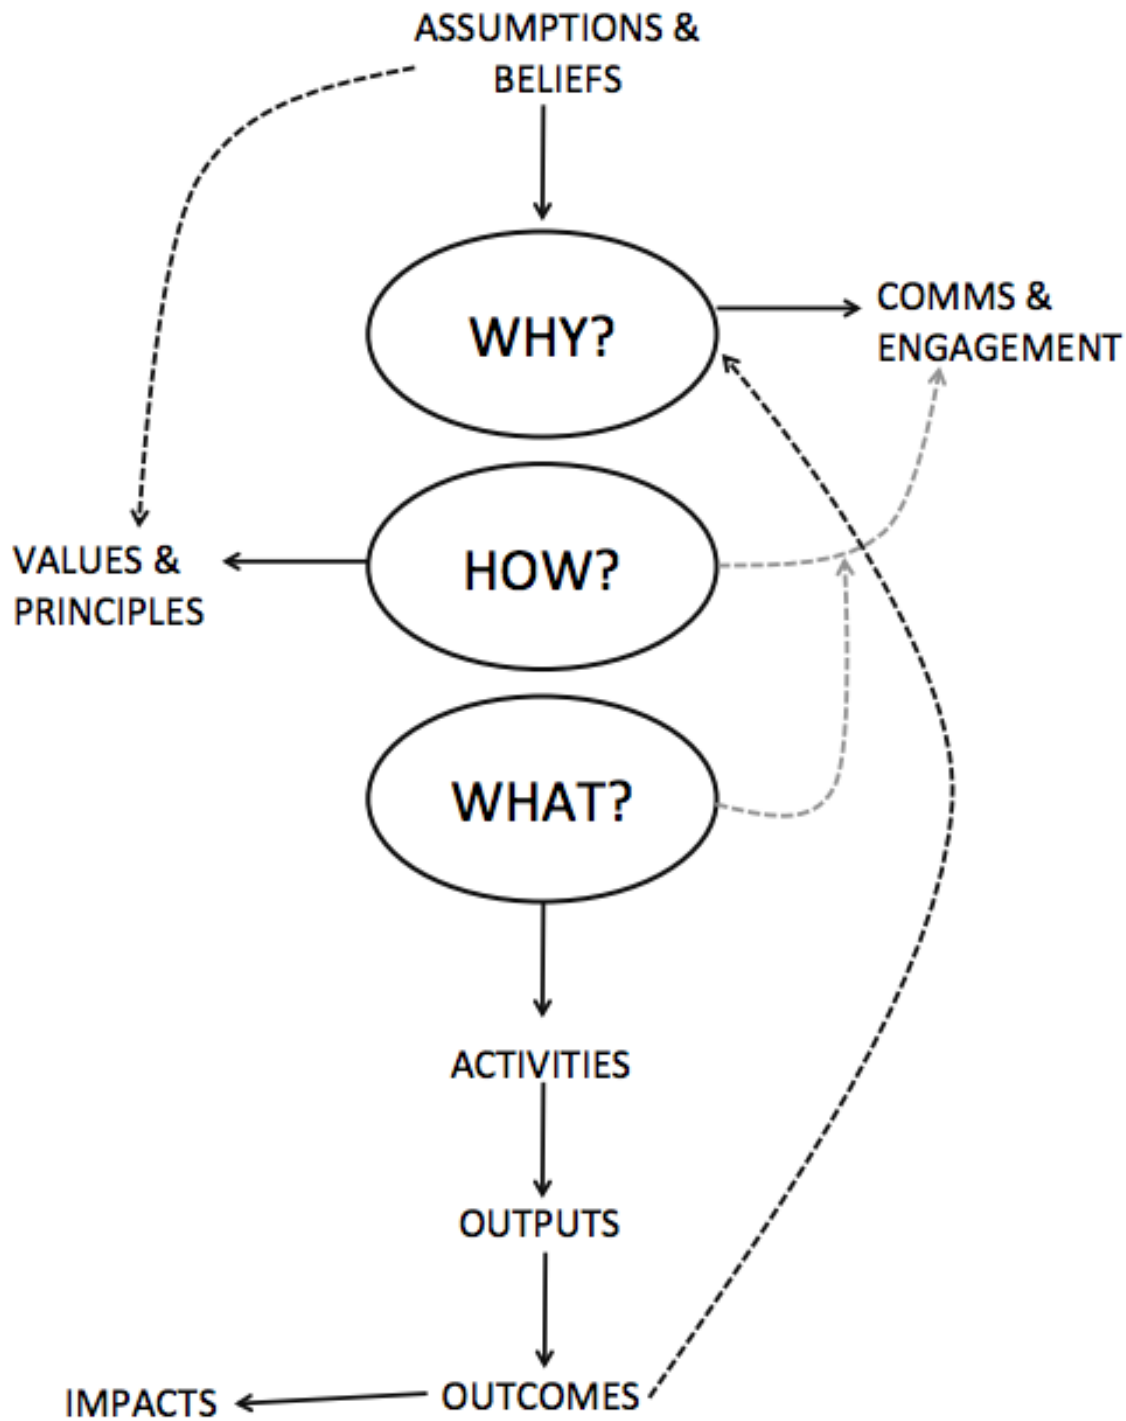 ASSUMPTIONS &
BELIEFS
WHY?
COMMS &
ENGAGEMENT
HOW?
VALUES &
PRINCIPLES
WHAT?
ACTIVITIES
OUTPUTS
OUTCOMES
IMPACTS